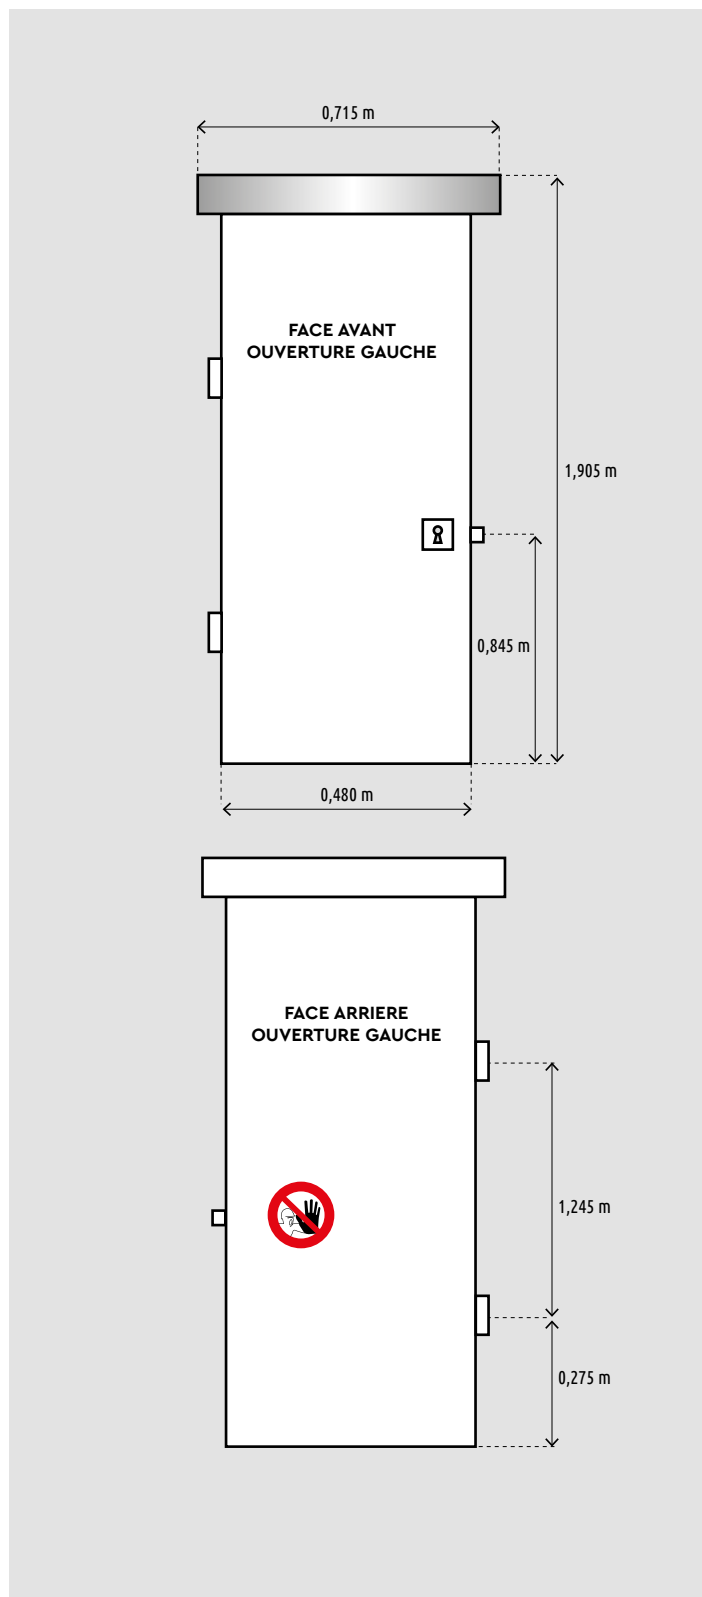 0,715 m
FACE AVANT
OUVERTURE GAUCHE
1,905 m
0,845 m
0,480 m
FACE ARRIERE
OUVERTURE GAUCHE
1,245 m
0,275 m